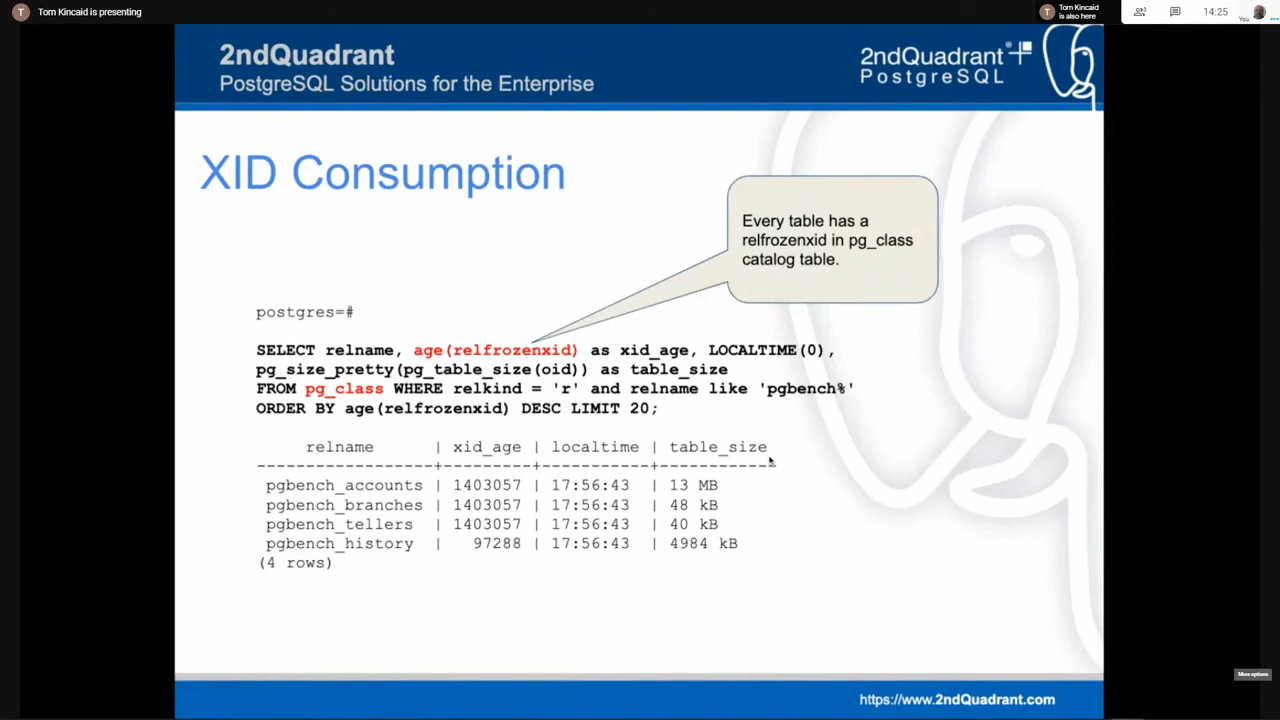 Tom Kincaid is presenting
T
T
Tom Kincaid
is also here
3
14:25
You
2ndQuadrant
PostgreSQL Solutions for the Enterprise
2ndQuadrant®
PostgreSQL
XID Consumption
Every table has a
relfrozenxid in pg_class
catalog table.
postgres=#
SELECT relname, age(relfrozenxid) as xid_age, LOCALTIME(0),
pg_size_pretty(pg_table_size(oid)) as table_size
FROM pg_class WHERE relkind = 'r' and relname like 'pgbench%'
ORDER BY age(relfrozenxid) DESC LIMIT 20;
relname | xid_age | localtime | table_size
------------------+---------+-----------+------------
pgbench_accounts | 1403057 | 17:56:43 | 13 MB
pgbench_branches | 1403057 | 17:56:43 | 48 kB
pgbench_tellers | 1403057 | 17:56:43 | 40 kB
pgbench_history | 97288 | 17:56:43 | 4984 kB
(4 rows)
More options
https://www.2ndQuadrant.com